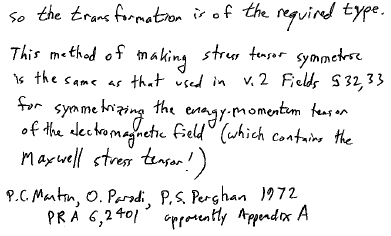 so the transformation is of the required type.
This method of making stress tensor symmetric
is the same as that used in v.2 Fields §32,33
for symmetrizing the energy-momentum tensor
of the electromagnetic field (which contains the
Maxwell stress tensor!)
P.C. Martin, O. Parodi, P.S. Pershan 1972
PRA 6, 2401 apparently Appendix A